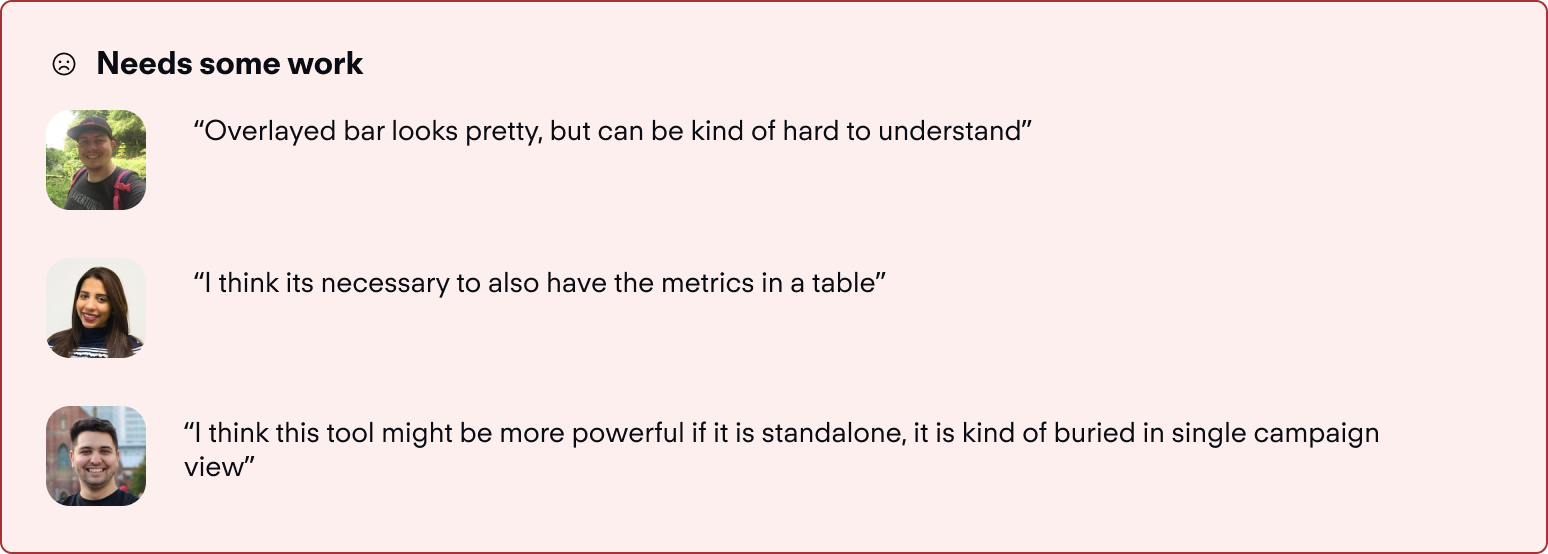 Needs some work
“Overlayed bar looks pretty, but can be kind of hard to understand”
“I think its necessary to also have the metrics in a table”
“I think this tool might be more powerful if it is standalone, it is kind of buried in single campaign
view”